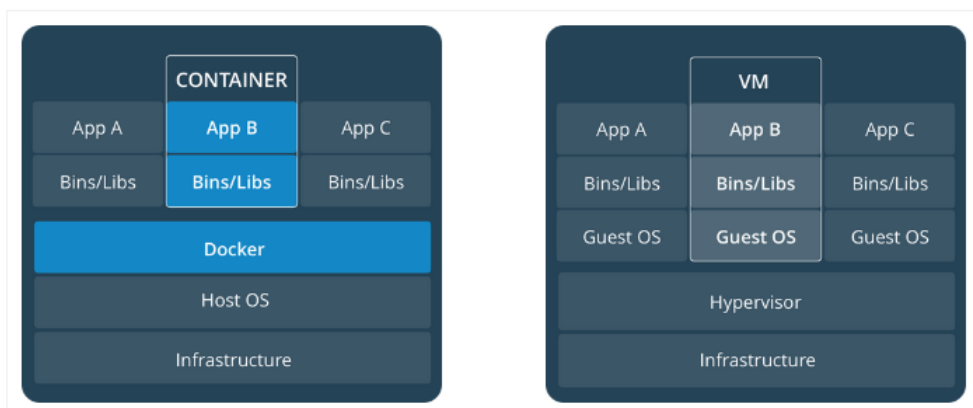 CONTAINER
App A App B App C
Bins/Libs Bins/Libs Bins/Libs
Docker
Host OS
Infrastructure
VM
App A App B App C
Bins/Libs Bins/Libs Bins/Libs
Guest OS Guest OS Guest OS
Hypervisor
Infrastructure